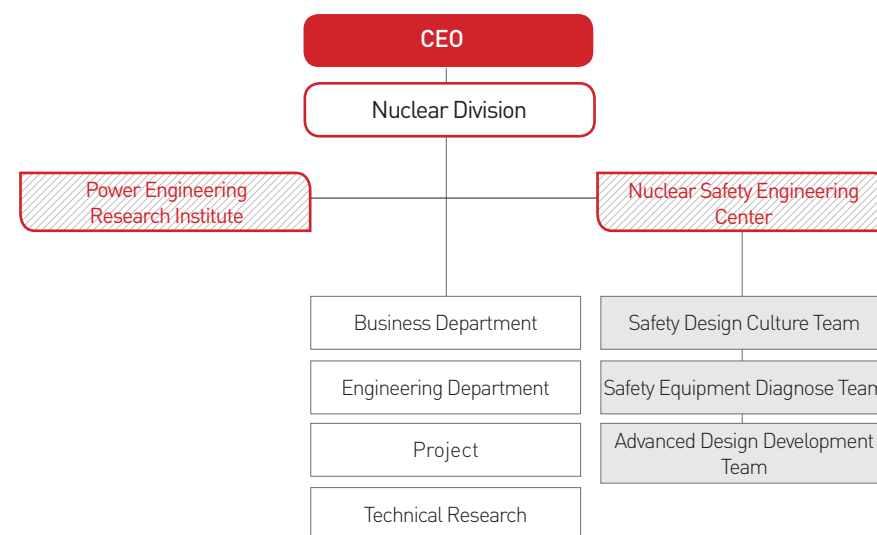 CEO
Nuclear Division
Power Engineering
Research Institute
Nuclear Safety Engineering
Center
Business Department
Engineering Department
Project
Technical Research
Safety Design Culture Team
Safety Equipment Diagnose Team
Advanced Design Development
Team